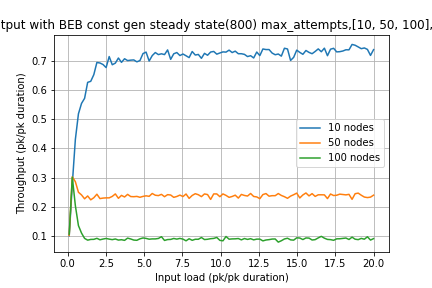 tput with BEB const gen steady state(800) max_attempts,[10, 50, 100],
Throughput (pk/pk duration)
0.7
0.6
0.5
0.4
0.3
0.2
0.1
10 nodes
50 nodes
100 nodes
0.0 2.5 5.0 7.5 10.0 12.5 15.0 17.5 20.0
Input load (pk/pk duration)